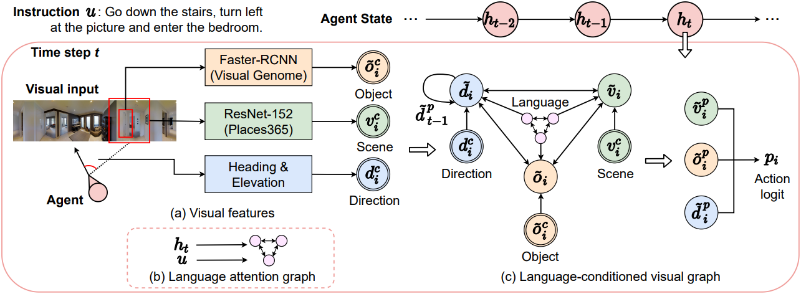 Instruction u: Go down the stairs, turn left
at the picture and enter the bedroom.
Agent State
... h_{t-2} h_{t-1} h_t ...
Time step t
Visual input
Faster-RCNN
(Visual Genome)
õ_i^c
Object
ResNet-152
(Places365)
v_i^c
Scene
Heading &
Elevation
d_i^c
Direction
Agent
(a) Visual features
h_t
u
(b) Language attention graph
d̃_i
ṽ_i
Language
d̃_{t-1}^p
d_i^c
Direction
õ_i
v_i^c
Scene
õ_i^c
Object
ṽ_i^p
õ_i^p
d̃_i^p
p_i
Action
logit
(c) Language-conditioned visual graph